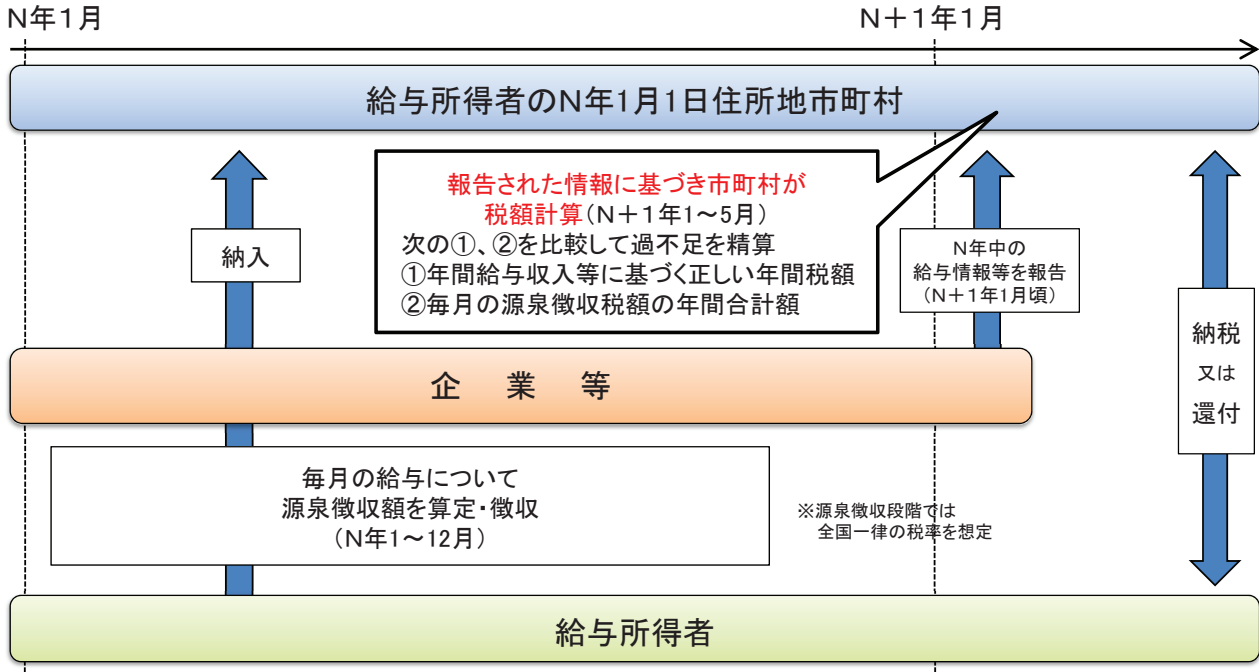 N年1月
N+1年1月
給与所得者のN年1月1日住所地市町村
報告された情報に基づき市町村が
税額計算(N+1年1~5月)
次の①、②を比較して過不足を精算
①年間給与収入等に基づく正しい年間税額
②毎月の源泉徴収税額の年間合計額
納入
N年中の
給与情報等を報告
(N+1年1月頃)
納税
又は
還付
企業等
毎月の給与について
源泉徴収額を算定・徴収
(N年1~12月)
※源泉徴収段階では
全国一律の税率を想定
給与所得者